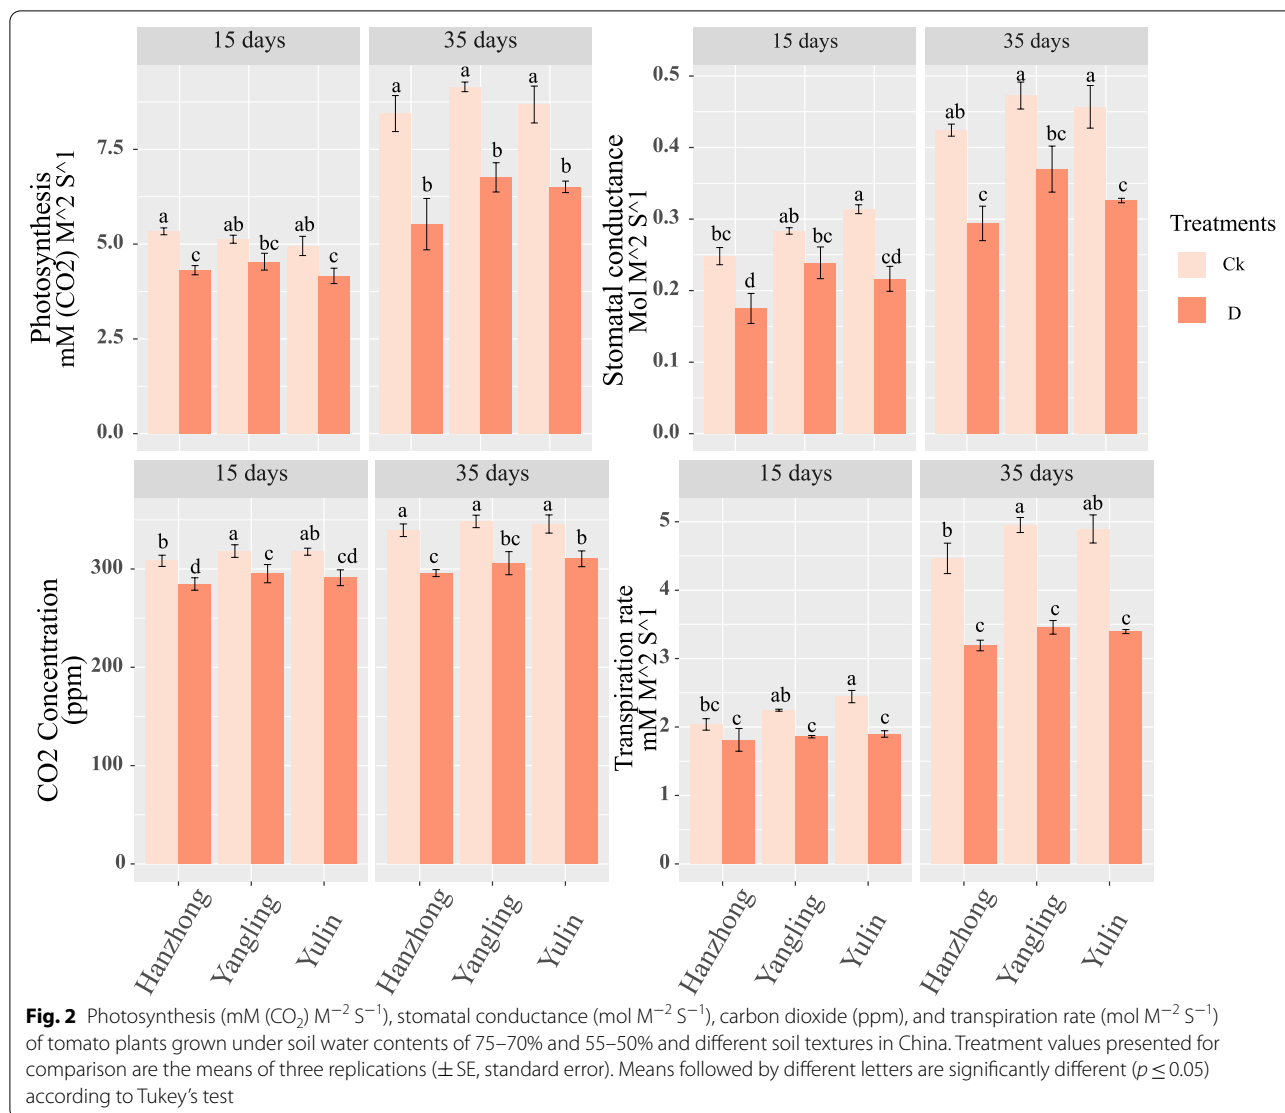 15 days
35 days
Photosynthesis
mM (CO2) M^2 S^1
7.5
5.0
2.5
0.0
a
c
ab
bc
ab
c
a
b
a
b
a
b
15 days
35 days
Stomatal conductance
Mol M^2 S^1
0.5
0.4
0.3
0.2
0.1
0.0
bc
d
ab
bc
a
cd
ab
c
a
bc
a
c
Treatments
Ck
D
15 days
35 days
CO2 Concentration
(ppm)
300
200
100
0
b
d
a
c
ab
cd
a
c
a
bc
a
b
Hanzhong
Yangling
Yulin
Hanzhong
Yangling
Yulin
15 days
35 days
Transpiration rate
mM M^2 S^1
5
4
3
2
1
0
bc
c
ab
c
a
c
b
c
a
c
ab
c
Hanzhong
Yangling
Yulin
Hanzhong
Yangling
Yulin
Fig. 2 Photosynthesis (mM (CO₂) M⁻² S⁻¹), stomatal conductance (mol M⁻² S⁻¹), carbon dioxide (ppm), and transpiration rate (mol M⁻² S⁻¹)
of tomato plants grown under soil water contents of 75–70% and 55–50% and different soil textures in China. Treatment values presented for
comparison are the means of three replications (± SE, standard error). Means followed by different letters are significantly different (p ≤ 0.05)
according to Tukey’s test